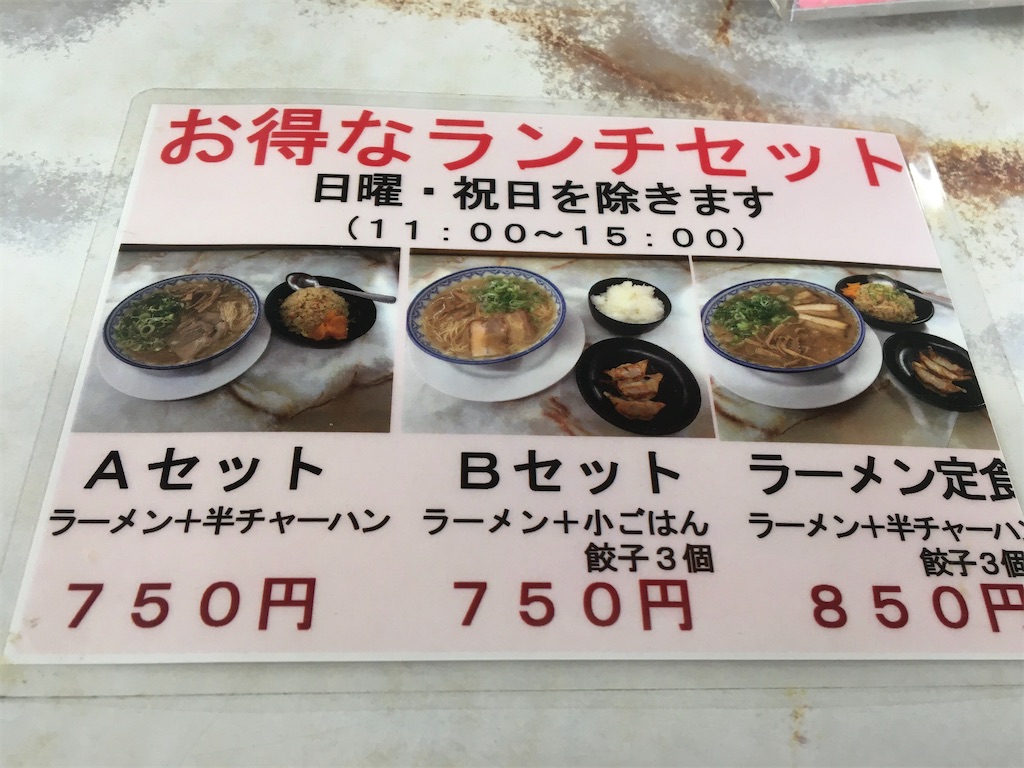 お得なランチセット
日曜・祝日を除きます
(11:00～15:00)
Aセット
ラーメン+半チャーハン
750円
Bセット
ラーメン+小ごはん
餃子3個
750円
ラーメン定食
ラーメン+半チャーハン
餃子3個
850円